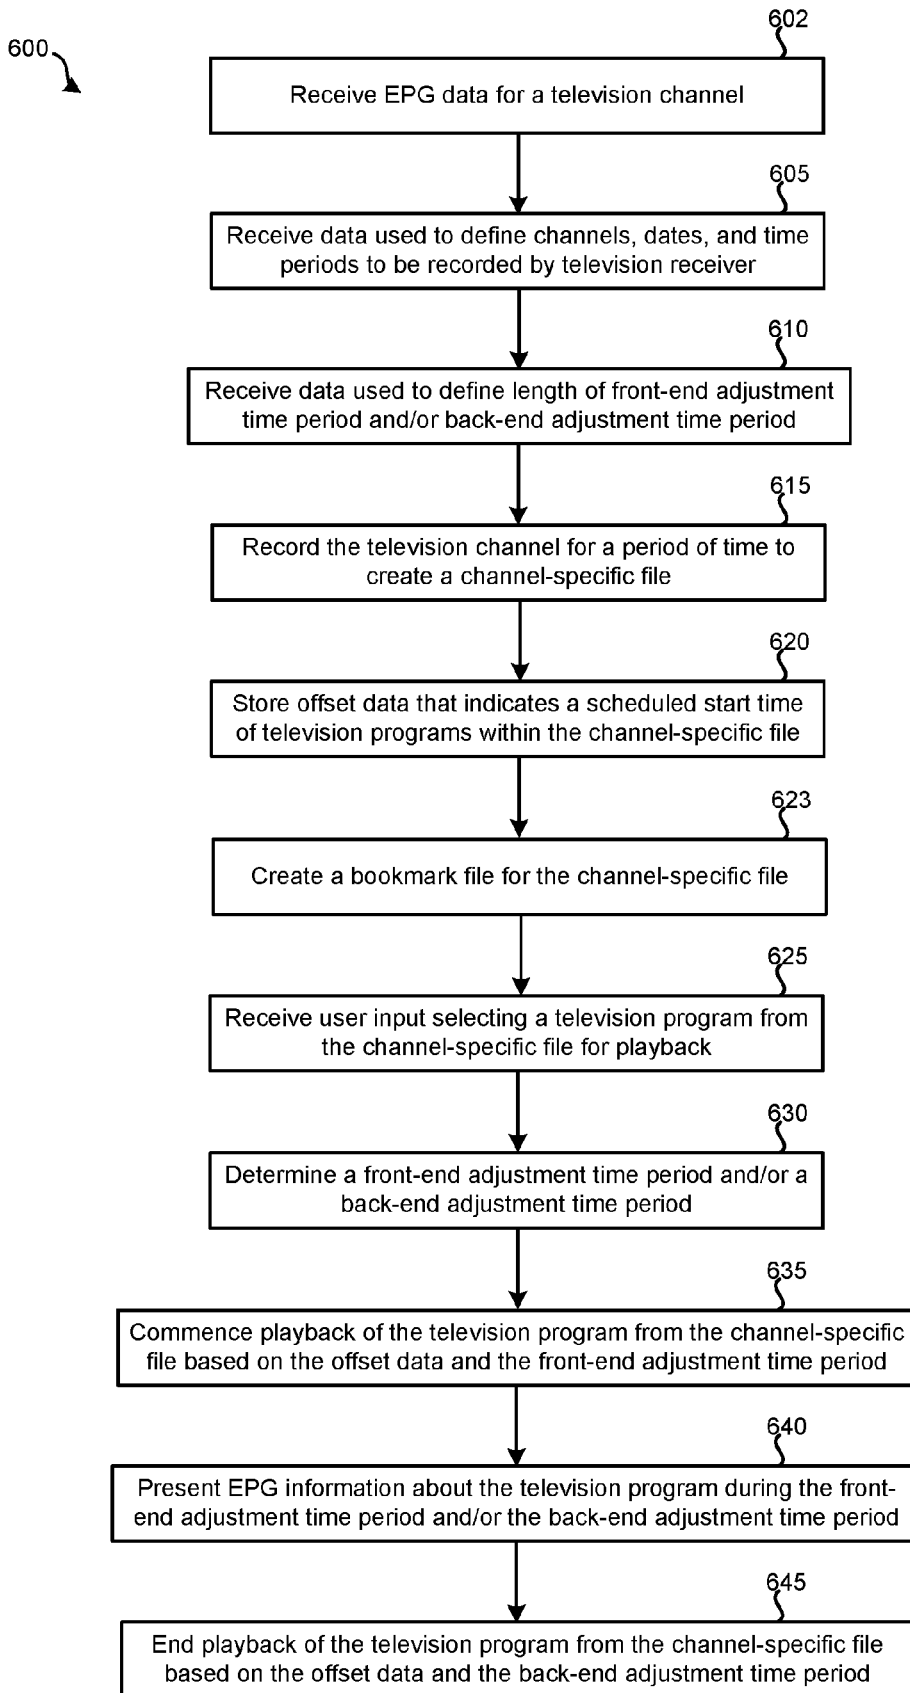 600
602
Receive EPG data for a television channel
605
Receive data used to define channels, dates, and time
periods to be recorded by television receiver
610
Receive data used to define length of front-end adjustment
time period and/or back-end adjustment time period
615
Record the television channel for a period of time to
create a channel-specific file
620
Store offset data that indicates a scheduled start time
of television programs within the channel-specific file
623
Create a bookmark file for the channel-specific file
625
Receive user input selecting a television program from
the channel-specific file for playback
630
Determine a front-end adjustment time period and/or a
back-end adjustment time period
635
Commence playback of the television program from the channel-specific
file based on the offset data and the front-end adjustment time period
640
Present EPG information about the television program during the front-
end adjustment time period and/or the back-end adjustment time period
645
End playback of the television program from the channel-specific file
based on the offset data and the back-end adjustment time period